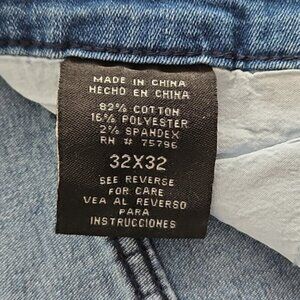 MADE IN CHINA
HECHO EN CHINA
82% COTTON
16% POLYESTER
2% SPANDEX
RN # 75796
32X32
SEE REVERSE
FOR CARE
VEA AL REVERSO
PARA
INSTRUCCIONES